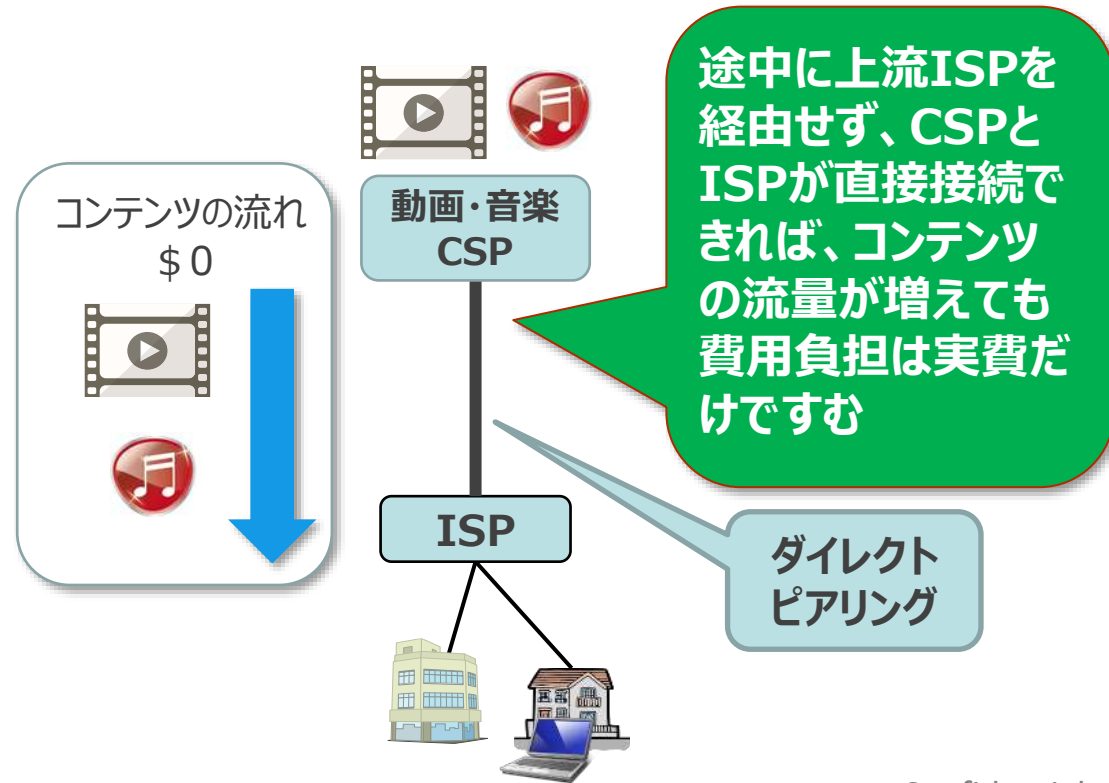 途中に上流ISPを
経由せず、CSPと
ISPが直接接続で
きれば、コンテンツ
の流量が増えても
費用負担は実費だ
けですむ
コンテンツの流れ
$0
動画・音楽
CSP
ISP
ダイレクト
ピアリング